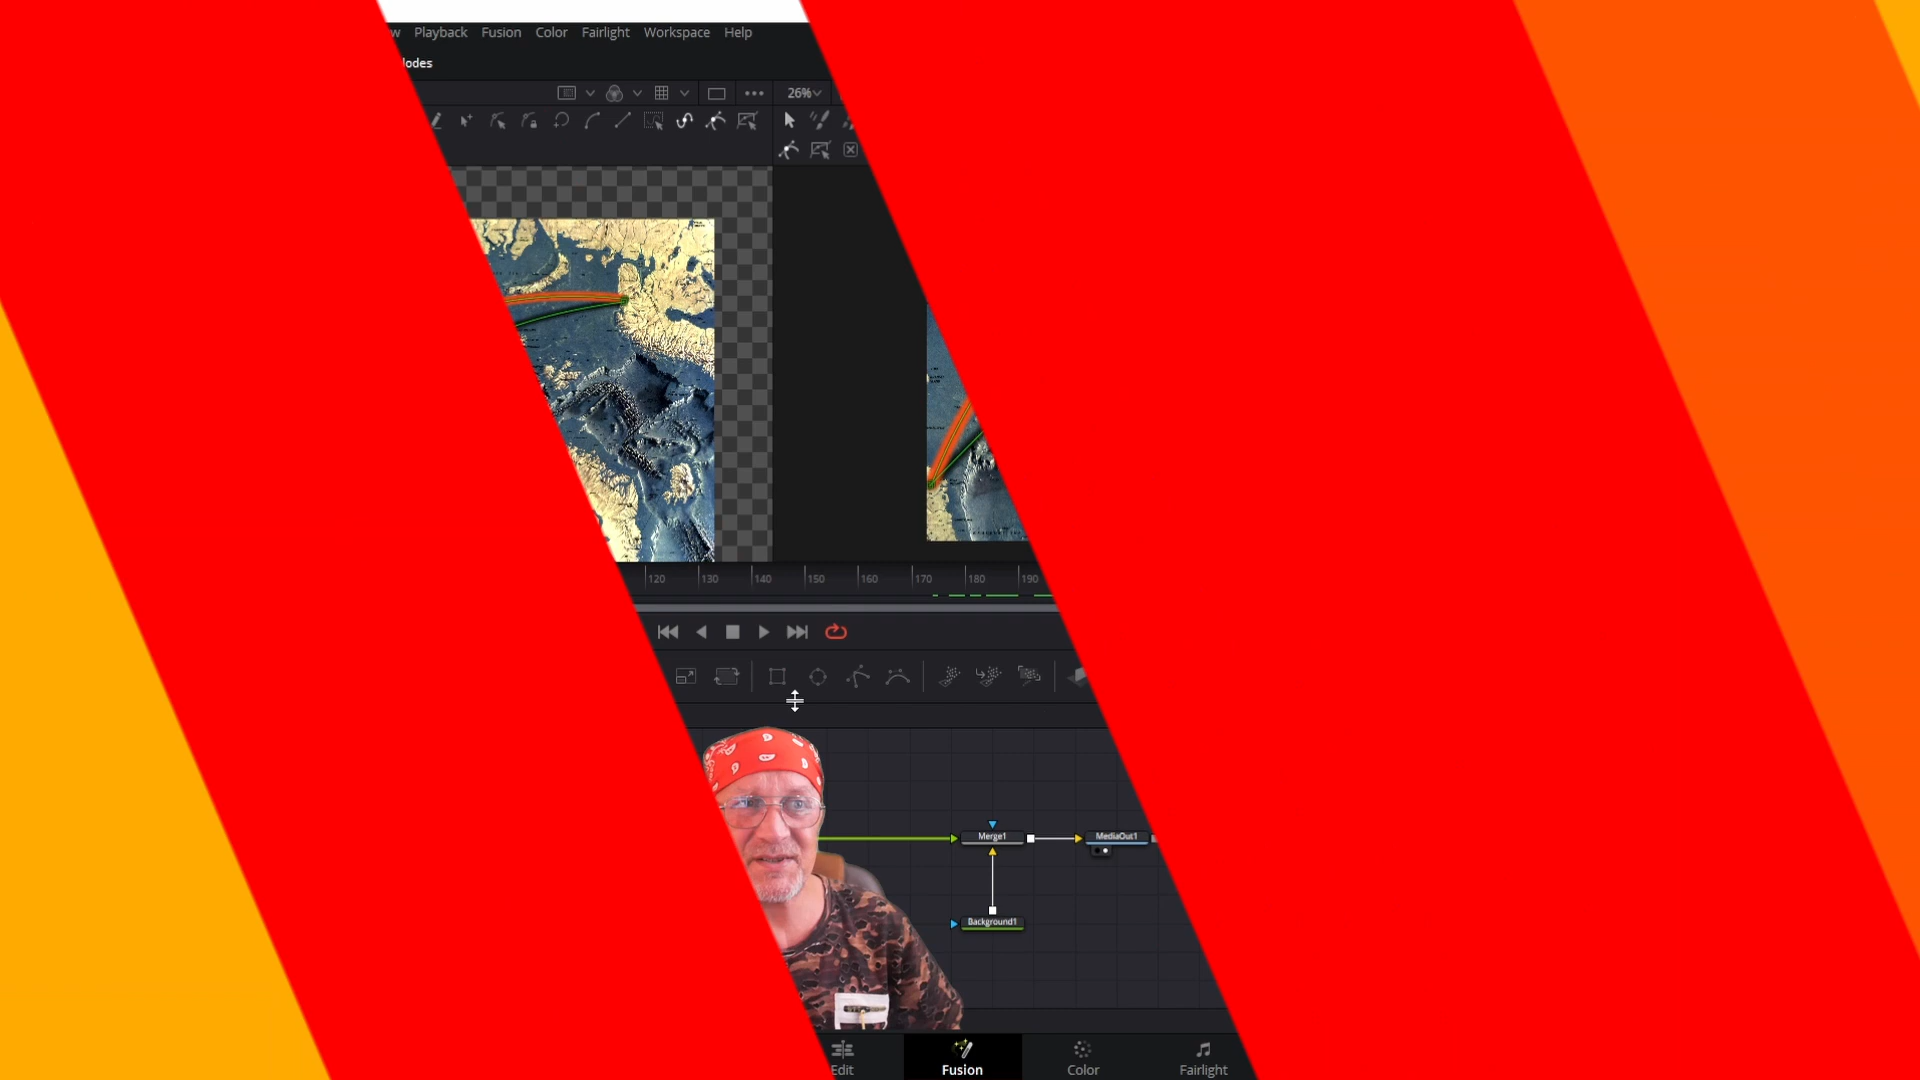 w Playback Fusion Color Fairlight Workspace Help
lodes
26%
120 130 140 150 160 170 180 190
Merge1
MediaOut1
Background1
Edit
Fusion
Color
Fairlight